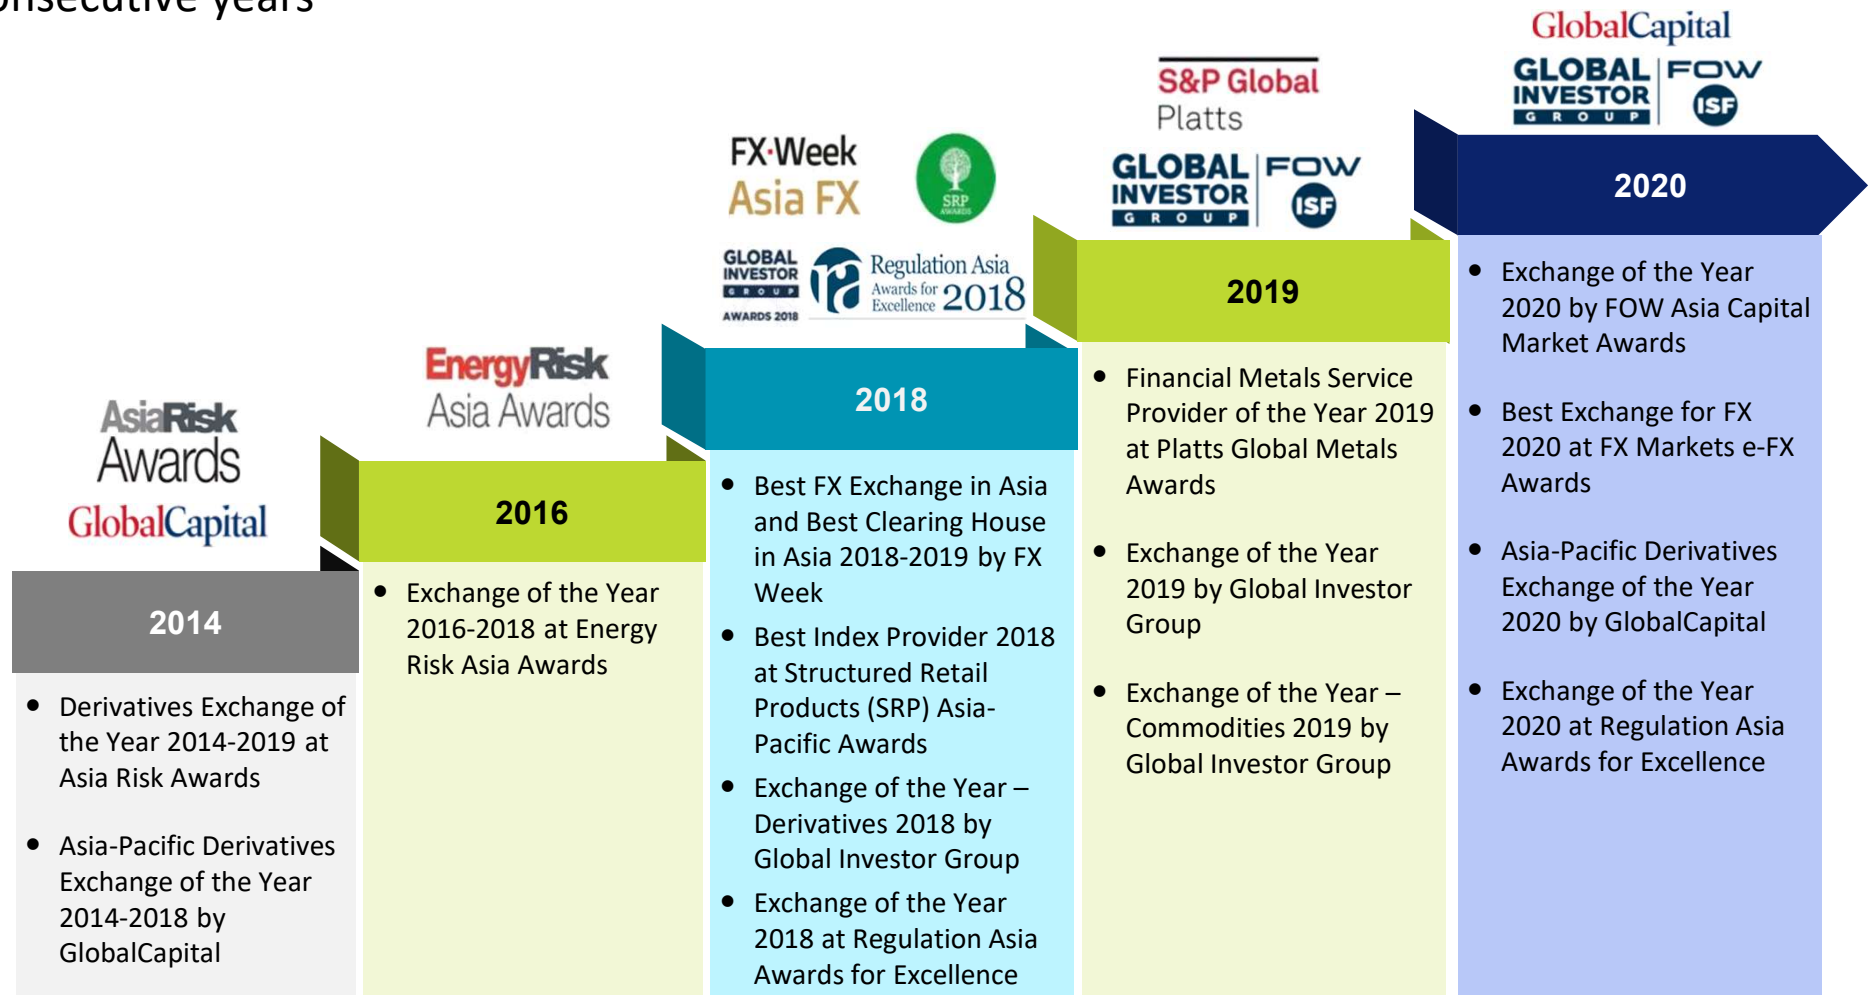 consecutive years
AsiaRisk
Awards
GlobalCapital
2014
• Derivatives Exchange of
the Year 2014-2019 at
Asia Risk Awards
• Asia-Pacific Derivatives
Exchange of the Year
2014-2018 by
GlobalCapital
EnergyRisk
Asia Awards
2016
• Exchange of the Year
2016-2018 at Energy
Risk Asia Awards
FX·Week
Asia FX
SRP
AWARDS
GLOBAL
INVESTOR
GROUP
AWARDS 2018
ra
Regulation Asia
Awards for
Excellence 2018
2018
• Best FX Exchange in Asia
and Best Clearing House
in Asia 2018-2019 by FX
Week
• Best Index Provider 2018
at Structured Retail
Products (SRP) Asia-
Pacific Awards
• Exchange of the Year –
Derivatives 2018 by
Global Investor Group
• Exchange of the Year
2018 at Regulation Asia
Awards for Excellence
S&P Global
Platts
GLOBAL
INVESTOR
GROUP
FOW
ISF
2019
• Financial Metals Service
Provider of the Year 2019
at Platts Global Metals
Awards
• Exchange of the Year
2019 by Global Investor
Group
• Exchange of the Year –
Commodities 2019 by
Global Investor Group
GlobalCapital
GLOBAL
INVESTOR
GROUP
FOW
ISF
2020
• Exchange of the Year
2020 by FOW Asia Capital
Market Awards
• Best Exchange for FX
2020 at FX Markets e-FX
Awards
• Asia-Pacific Derivatives
Exchange of the Year
2020 by GlobalCapital
• Exchange of the Year
2020 at Regulation Asia
Awards for Excellence